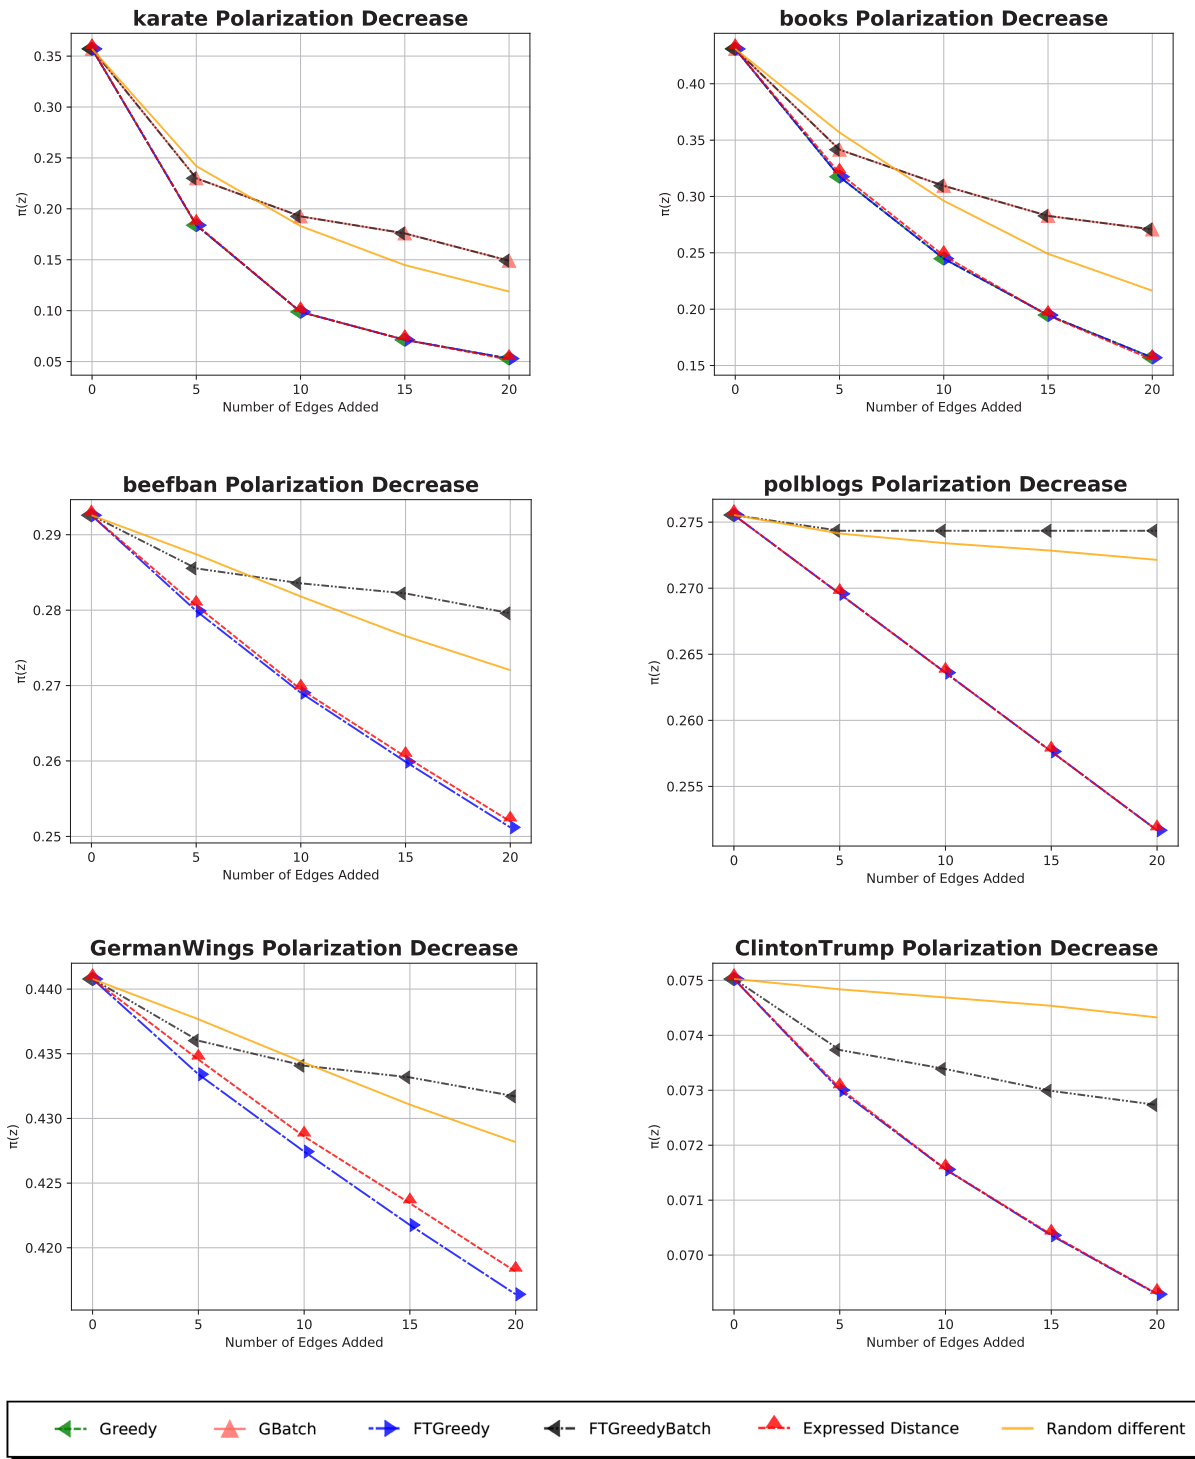 karate Polarization Decrease
π(z)
0.35
0.30
0.25
0.20
0.15
0.10
0.05
0 5 10 15 20
Number of Edges Added
books Polarization Decrease
π(z)
0.40
0.35
0.30
0.25
0.20
0.15
0 5 10 15 20
Number of Edges Added
beefban Polarization Decrease
π(z)
0.29
0.28
0.27
0.26
0.25
0 5 10 15 20
Number of Edges Added
polblogs Polarization Decrease
π(z)
0.275
0.270
0.265
0.260
0.255
0 5 10 15 20
Number of Edges Added
GermanWings Polarization Decrease
π(z)
0.440
0.435
0.430
0.425
0.420
0 5 10 15 20
Number of Edges Added
ClintonTrump Polarization Decrease
π(z)
0.075
0.074
0.073
0.072
0.071
0.070
0 5 10 15 20
Number of Edges Added
Greedy GBatch FTGreedy FTGreedyBatch Expressed Distance Random different